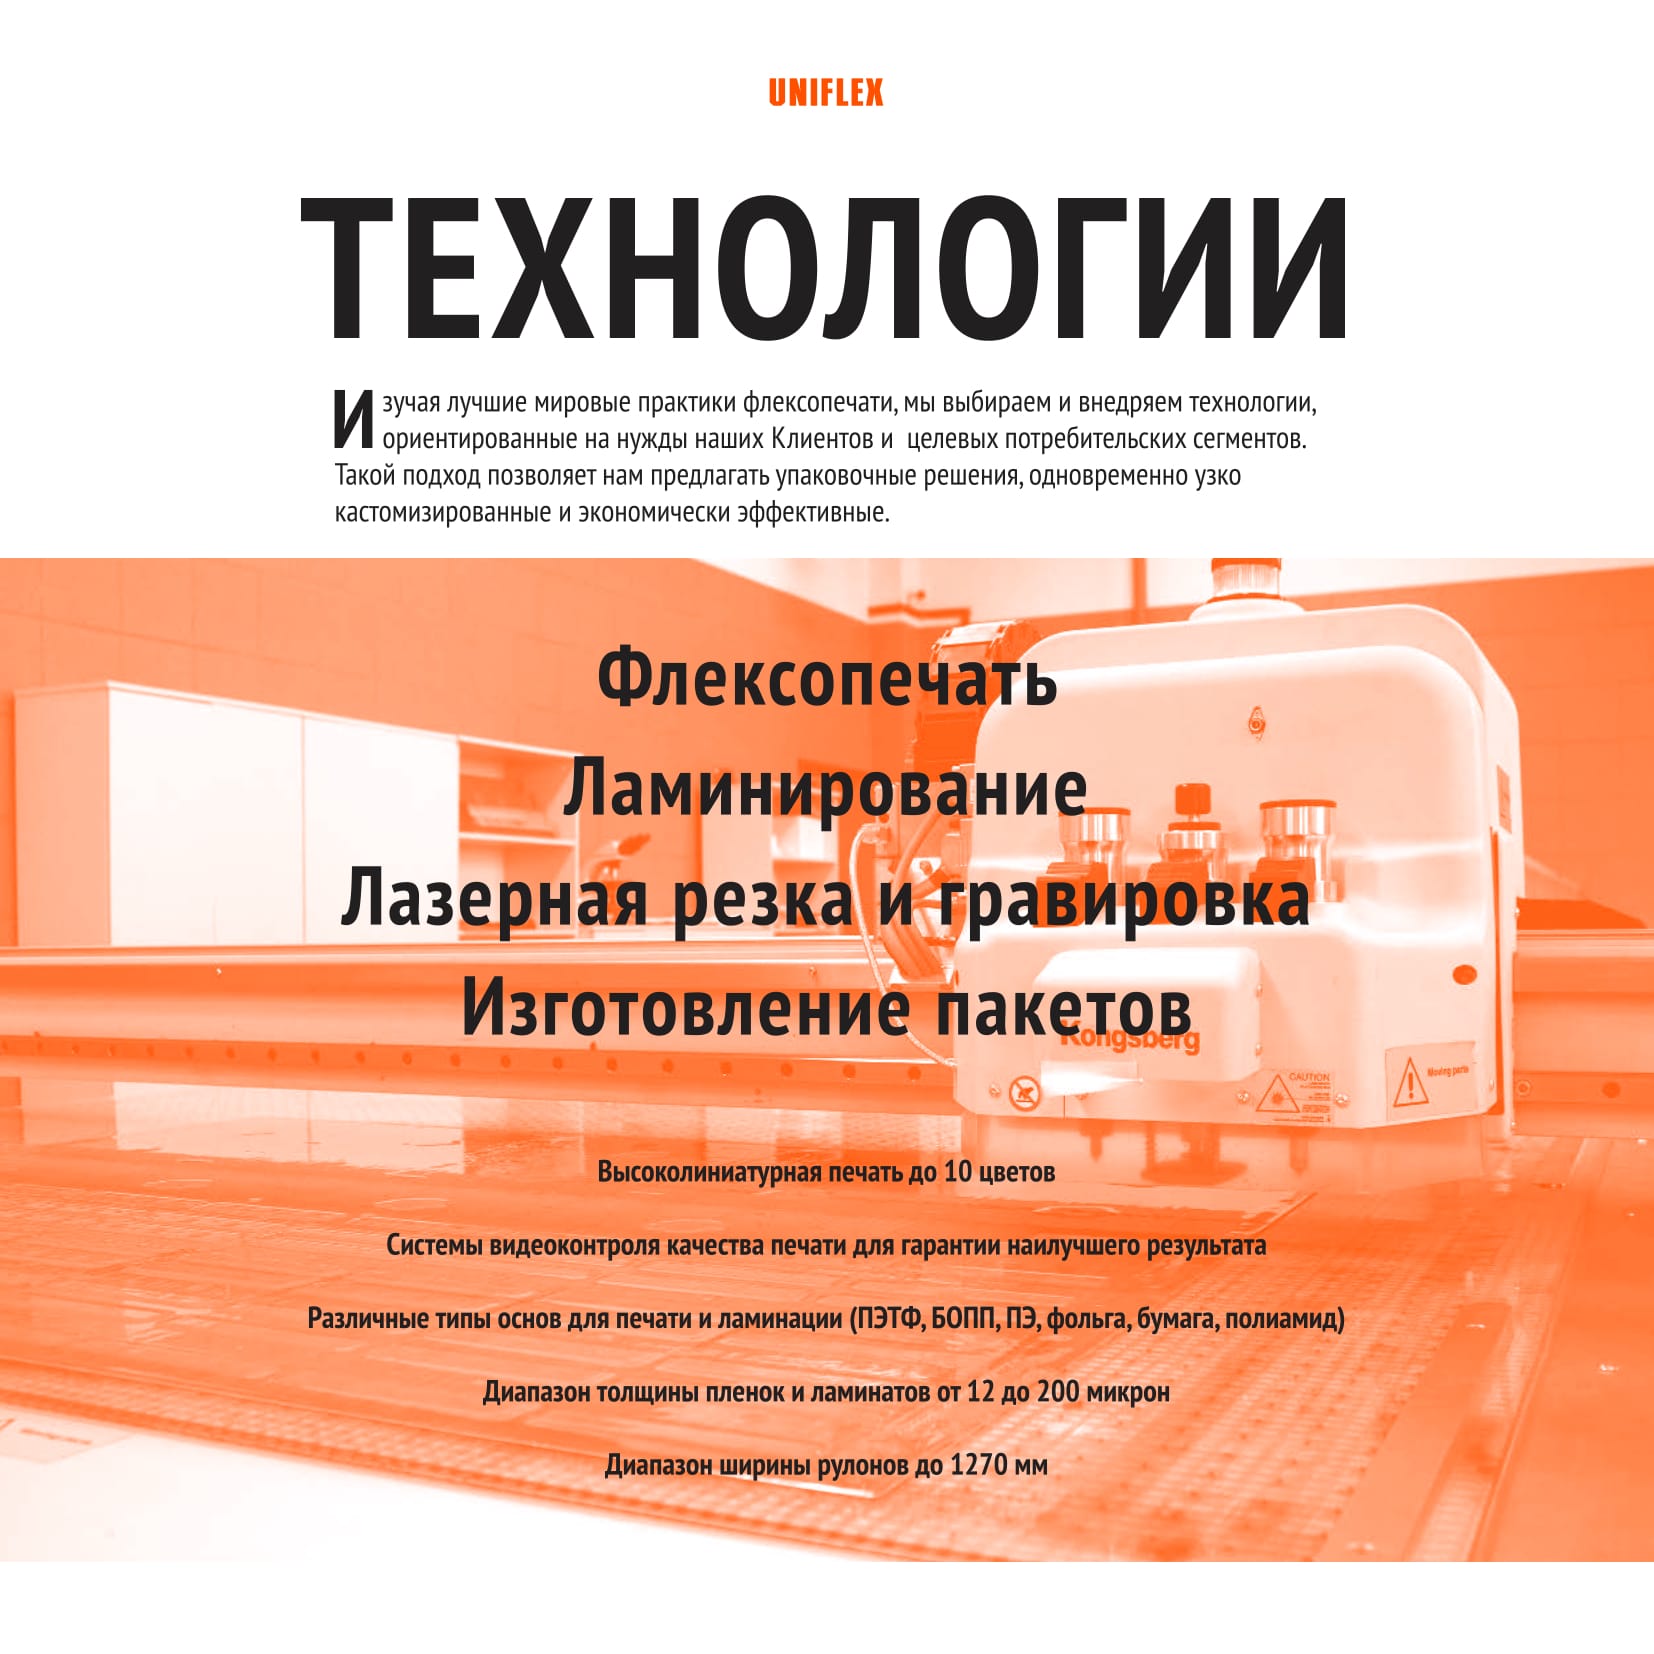 UNIFLEX
ТЕХНОЛОГИИ
Изучая лучшие мировые практики флексопечати, мы выбираем и внедряем технологии,
ориентированные на нужды наших Клиентов и целевых потребительских сегментов.
Такой подход позволяет нам предлагать упаковочные решения, одновременно узко
кастомизированные и экономически эффективные.
Флексопечать
Ламинирование
Лазерная резка и гравировка
Изготовление пакетов
Kongsberg
CAUTION
Moving parts
Высоколиниатурная печать до 10 цветов
Системы видеоконтроля качества печати для гарантии наилучшего результата
Различные типы основ для печати и ламинации (ПЭТФ, БОПП, ПЭ, фольга, бумага, полиамид)
Диапазон толщины пленок и ламинатов от 12 до 200 микрон
Диапазон ширины рулонов до 1270 мм